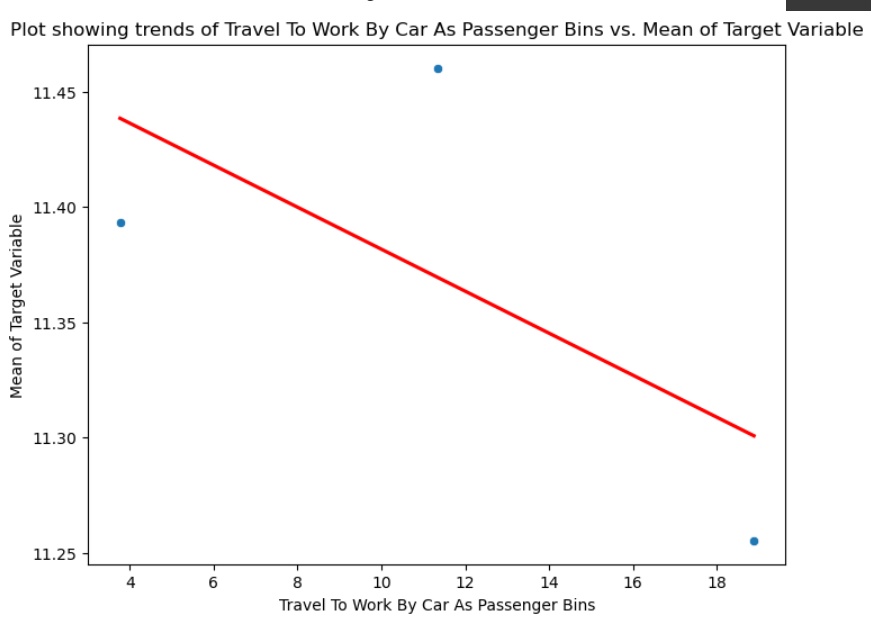 Plot showing trends of Travel To Work By Car As Passenger Bins vs. Mean of Target Variable
11.45
11.40
11.35
11.30
11.25
Mean of Target Variable
4 6 8 10 12 14 16 18
Travel To Work By Car As Passenger Bins